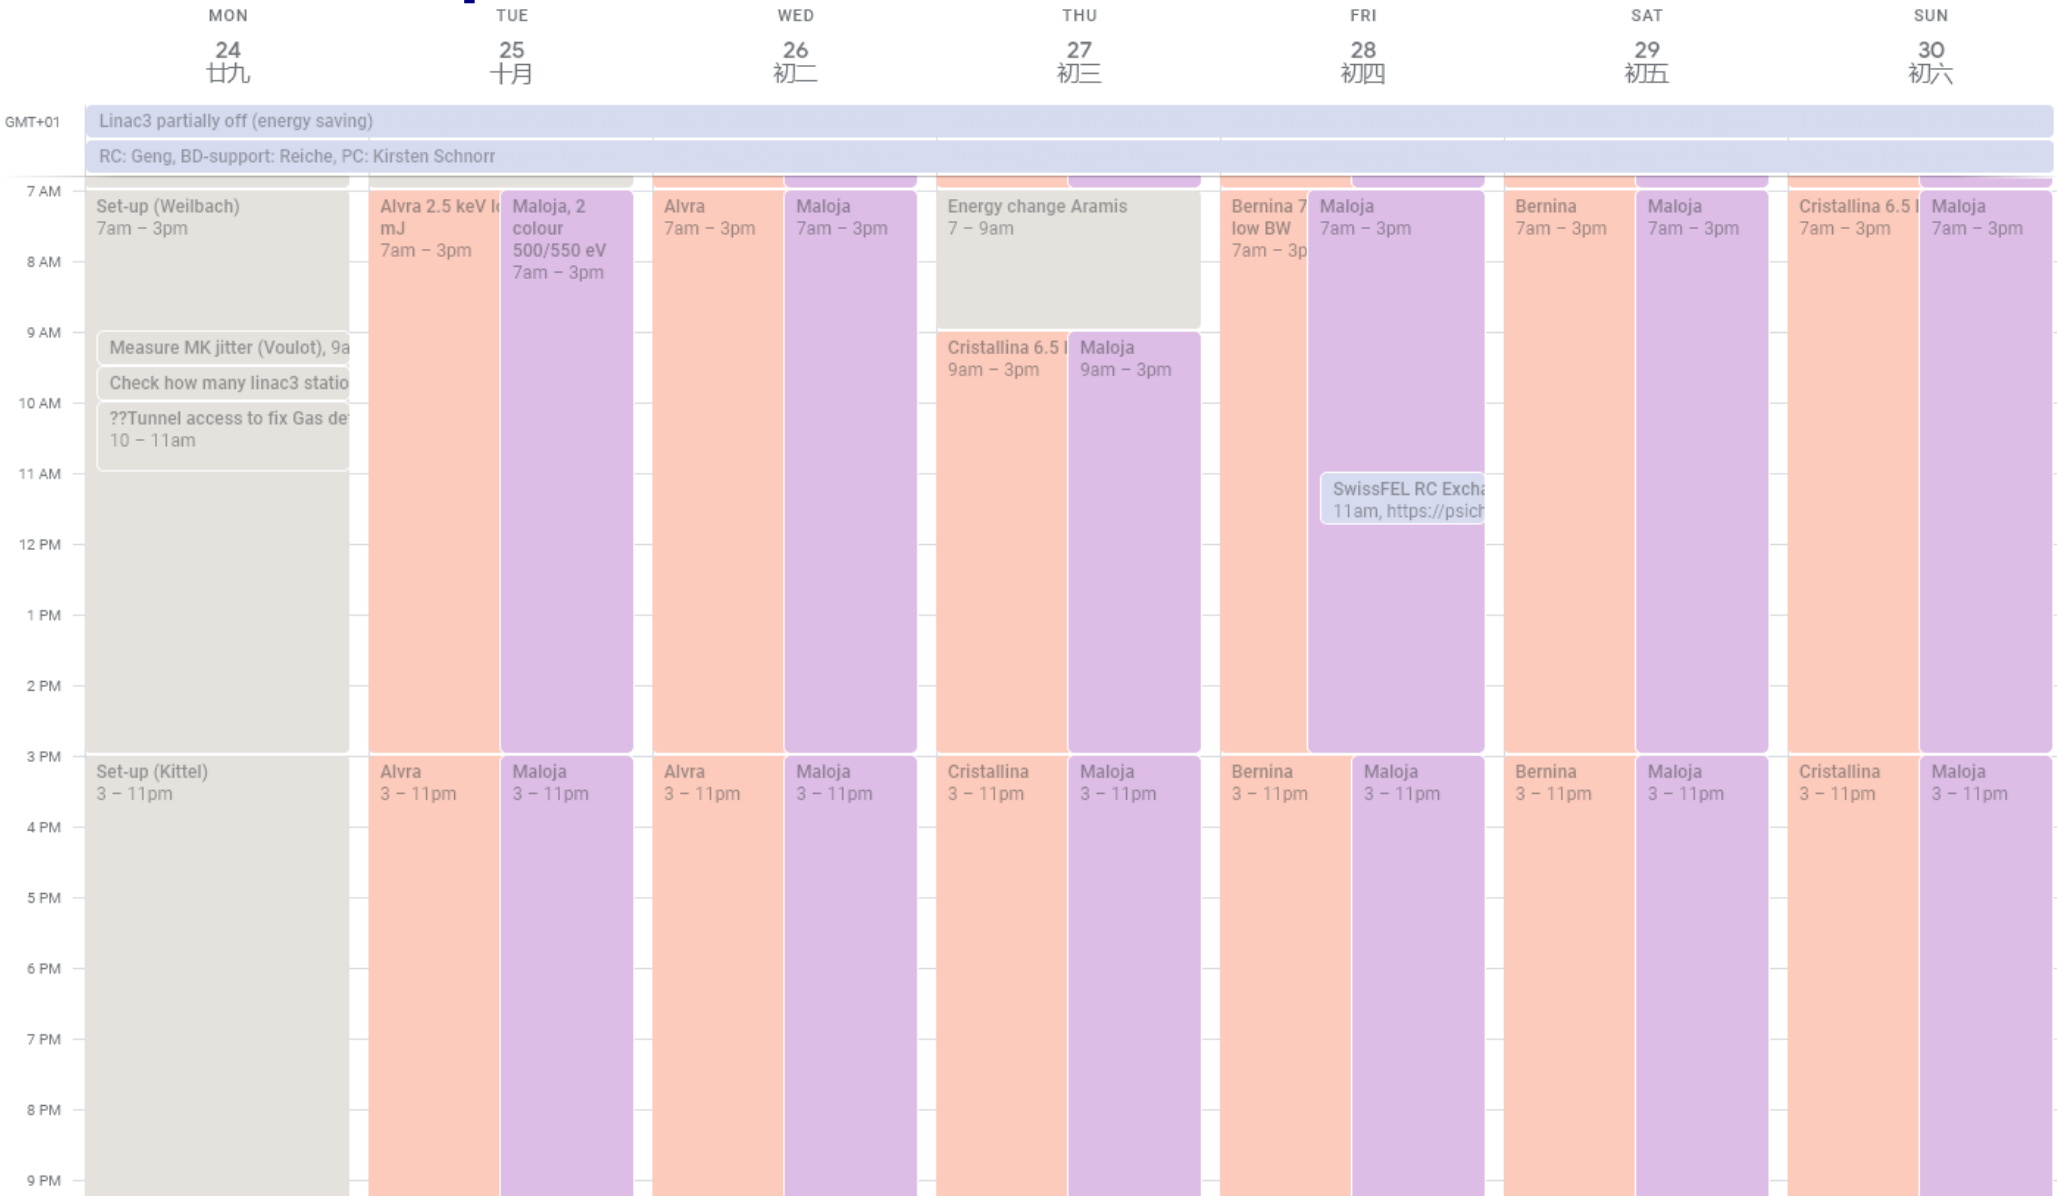 MON TUE WED THU FRI SAT SUN
24 25 26 27 28 29 30
廿九 十月 初二 初三 初四 初五 初六
GMT+01
Linac3 partially off (energy saving)
RC: Geng, BD-support: Reiche, PC: Kirsten Schnorr
7 AM
8 AM
9 AM
10 AM
11 AM
12 PM
1 PM
2 PM
3 PM
4 PM
5 PM
6 PM
7 PM
8 PM
9 PM
Set-up (Weilbach)
7am – 3pm
Measure MK jitter (Voulot), 9a
Check how many linac3 statio
??Tunnel access to fix Gas de
10 – 11am
Set-up (Kittel)
3 – 11pm
Alvra 2.5 keV
mJ
7am – 3pm
Maloja, 2
colour
500/550 eV
7am – 3pm
Alvra
3 – 11pm
Maloja
3 – 11pm
Alvra
7am – 3pm
Maloja
7am – 3pm
Alvra
3 – 11pm
Maloja
3 – 11pm
Energy change Aramis
7 – 9am
Cristallina 6.5
9am – 3pm
Maloja
9am – 3pm
Cristallina
3 – 11pm
Maloja
3 – 11pm
Bernina 7
low BW
7am – 3p
Maloja
7am – 3pm
SwissFEL RC Excha
11am, https://psich
Bernina
3 – 11pm
Maloja
3 – 11pm
Bernina
7am – 3pm
Maloja
7am – 3pm
Bernina
3 – 11pm
Maloja
3 – 11pm
Cristallina 6.5
7am – 3pm
Maloja
7am – 3pm
Cristallina
3 – 11pm
Maloja
3 – 11pm